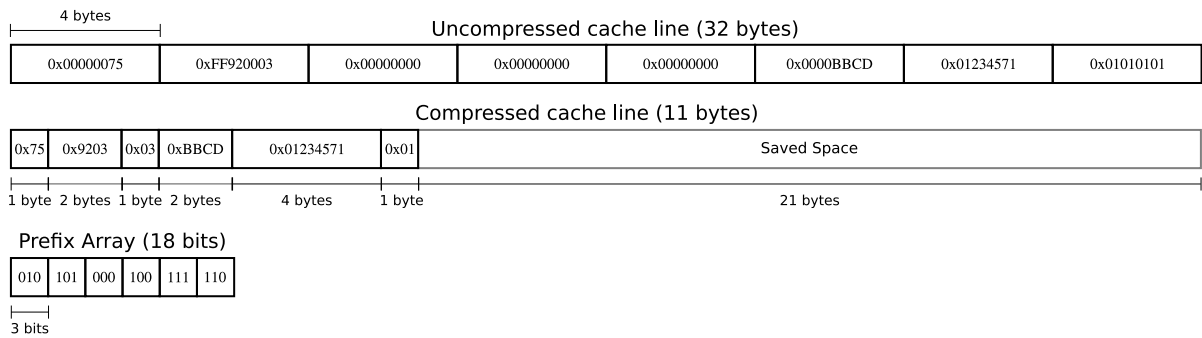 4 bytes
Uncompressed cache line (32 bytes)
0x00000075 0xFF920003 0x00000000 0x00000000 0x00000000 0x0000BBCD 0x01234571 0x01010101
Compressed cache line (11 bytes)
0x75 0x9203 0x03 0xBBCD 0x01234571 0x01 Saved Space
1 byte 2 bytes 1 byte 2 bytes 4 bytes 1 byte 21 bytes
Prefix Array (18 bits)
010 101 000 100 111 110
3 bits